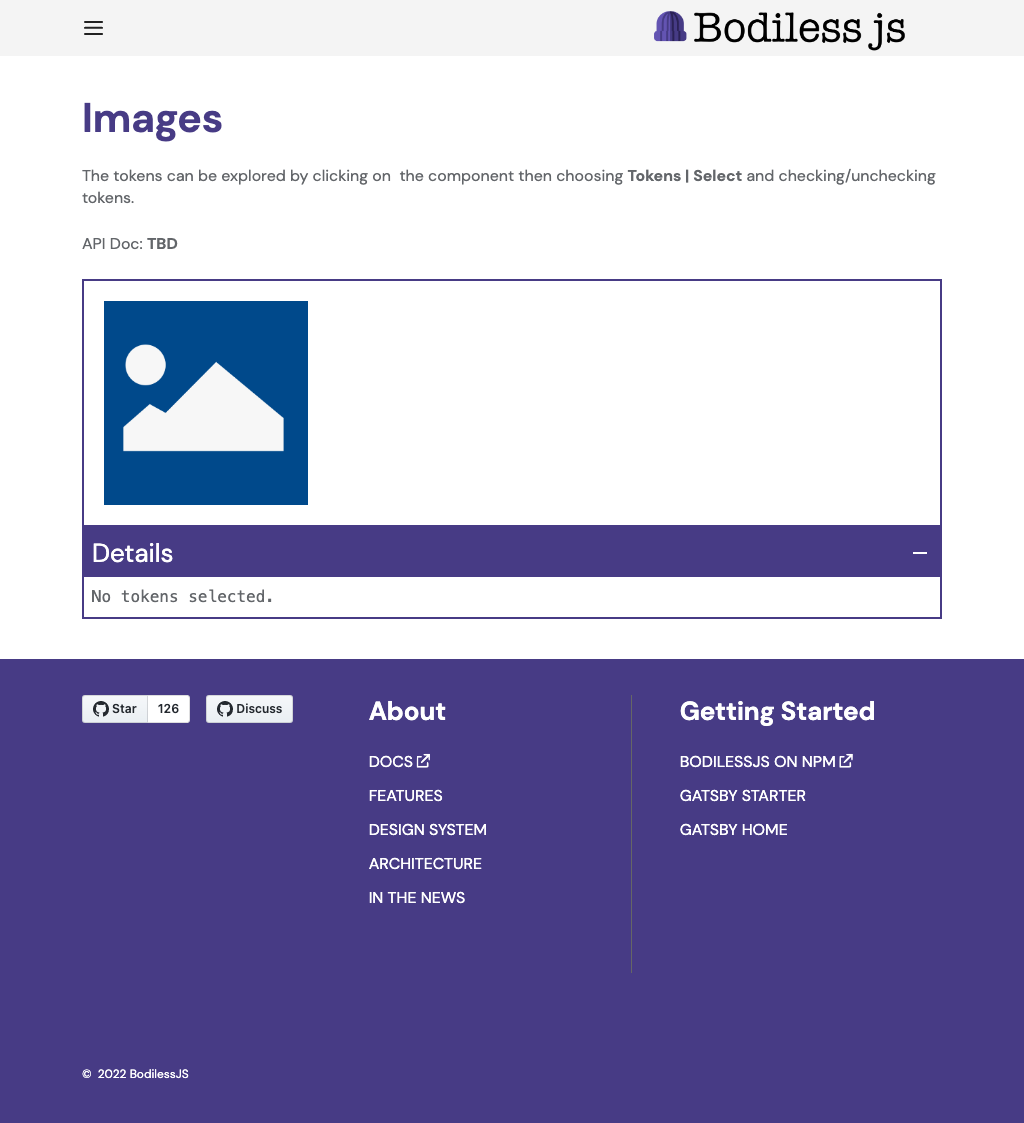 Bodiless js
Images
The tokens can be explored by clicking on  the component then choosing Tokens | Select and checking/unchecking
tokens.
API Doc: TBD
Details
No tokens selected.
Star 126 Discuss
About
DOCS
FEATURES
DESIGN SYSTEM
ARCHITECTURE
IN THE NEWS
Getting Started
BODILESSJS ON NPM
GATSBY STARTER
GATSBY HOME
© 2022 BodilessJS